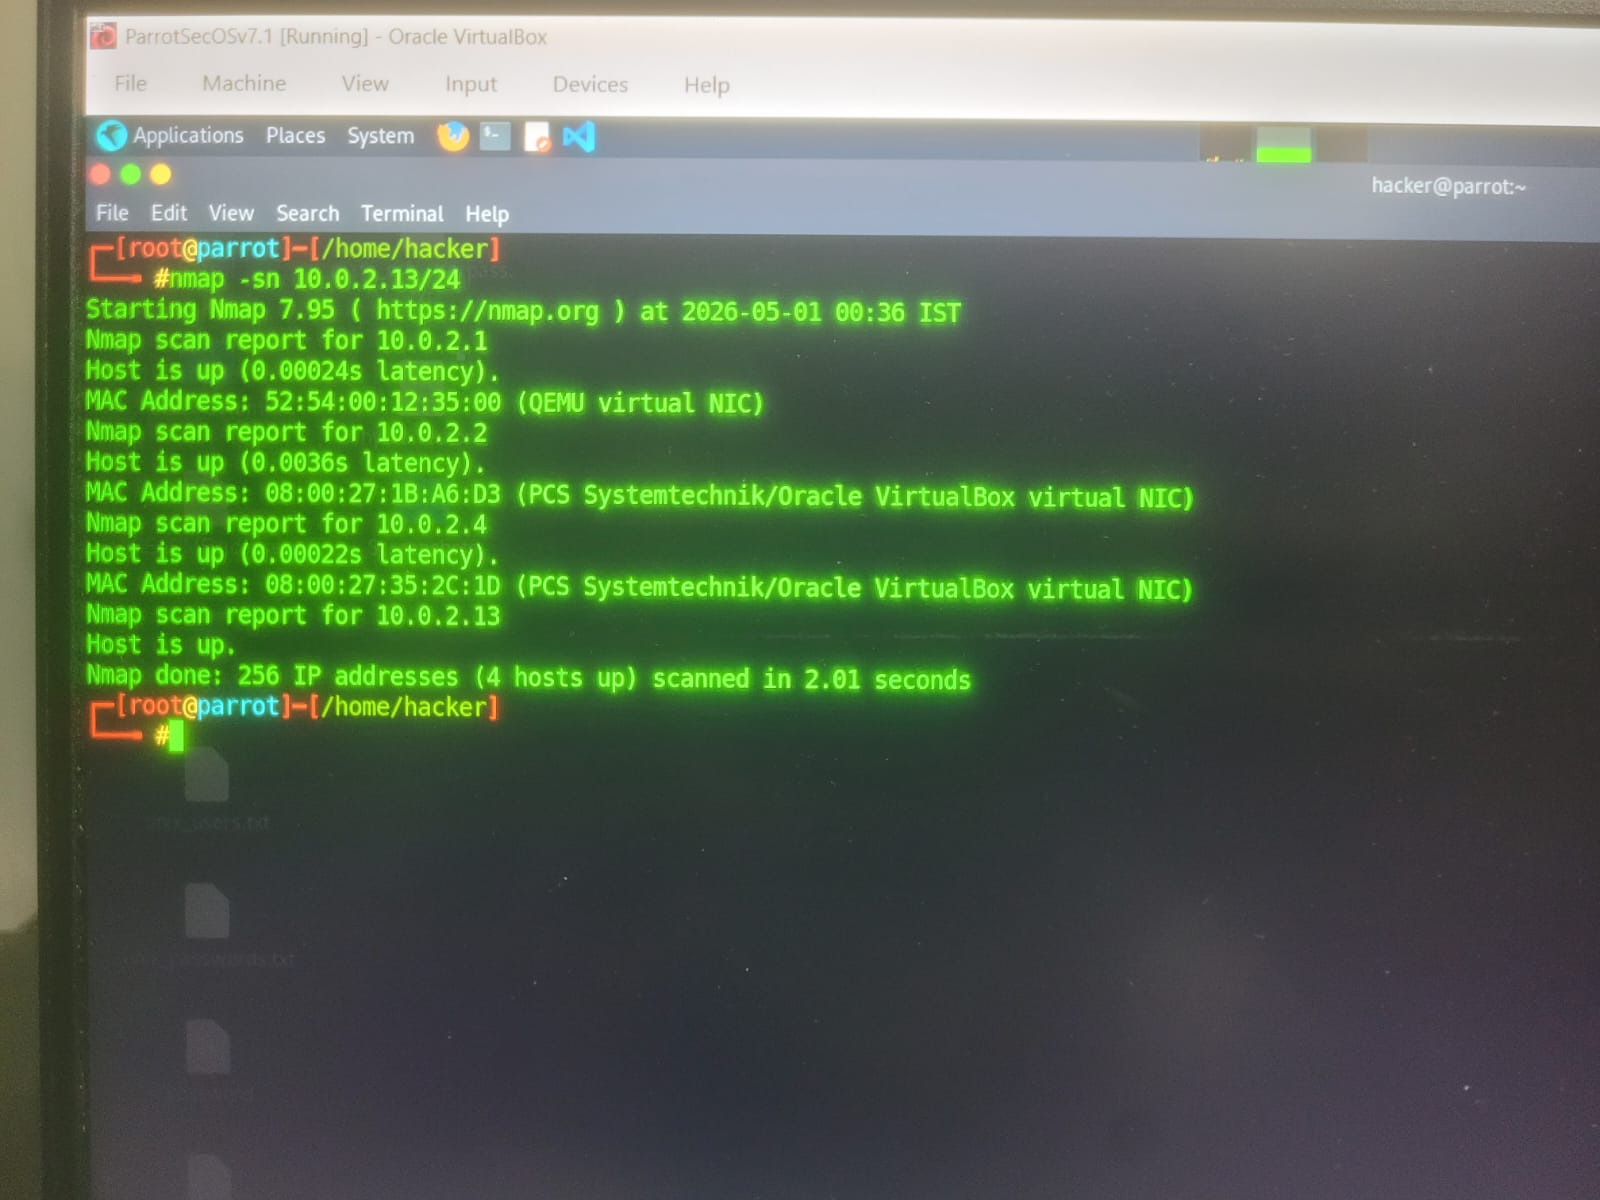 ParrotSecOSv7.1 [Running] - Oracle VirtualBox
File Machine View Input Devices Help
Applications Places System
hacker@parrot:~
File Edit View Search Terminal Help
[root@parrot]-[/home/hacker]
#nmap -sn 10.0.2.13/24
Starting Nmap 7.95 ( https://nmap.org ) at 2026-05-01 00:36 IST
Nmap scan report for 10.0.2.1
Host is up (0.00024s latency).
MAC Address: 52:54:00:12:35:00 (QEMU virtual NIC)
Nmap scan report for 10.0.2.2
Host is up (0.0036s latency).
MAC Address: 08:00:27:1B:A6:D3 (PCS Systemtechnik/Oracle VirtualBox virtual NIC)
Nmap scan report for 10.0.2.4
Host is up (0.00022s latency).
MAC Address: 08:00:27:35:2C:1D (PCS Systemtechnik/Oracle VirtualBox virtual NIC)
Nmap scan report for 10.0.2.13
Host is up.
Nmap done: 256 IP addresses (4 hosts up) scanned in 2.01 seconds
[root@parrot]-[/home/hacker]
#